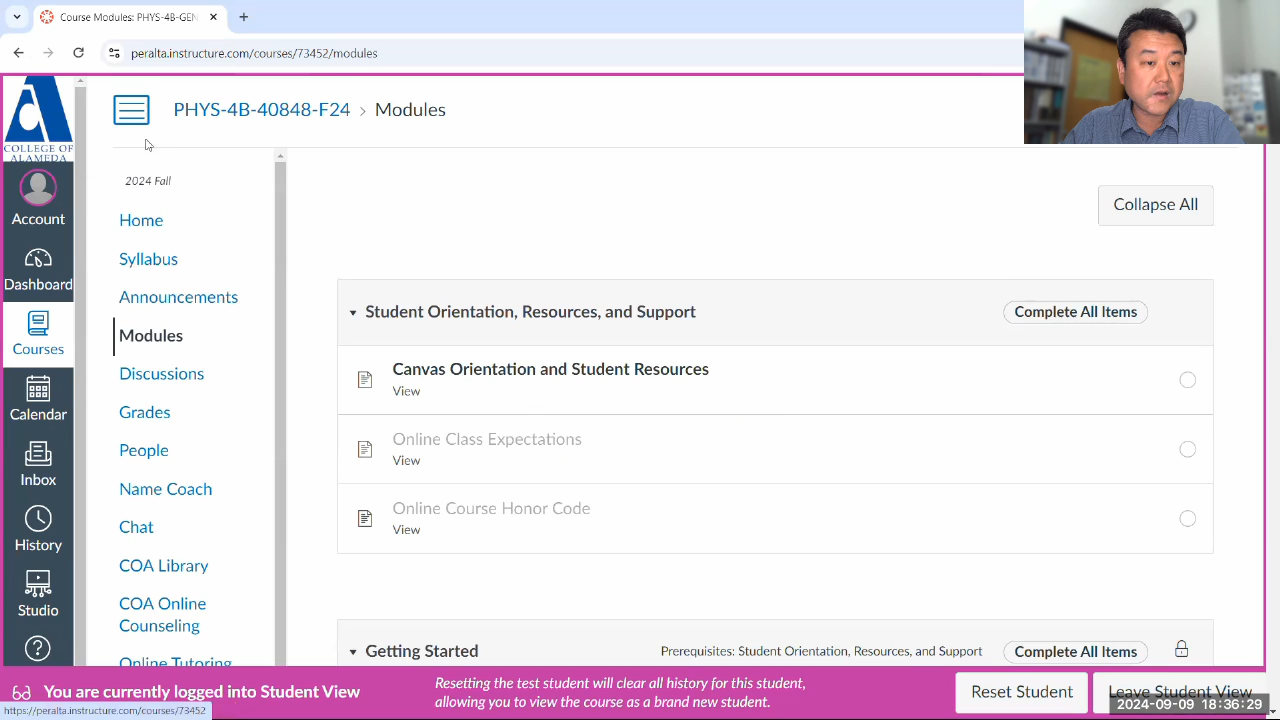 Course Modules: PHYS-4B-GEN
peralta.instructure.com/courses/73452/modules
COLLEGE OF
ALAMEDA
Account
Dashboard
Courses
Calendar
Inbox
History
Studio
PHYS-4B-40848-F24 > Modules
2024 Fall
Home
Syllabus
Announcements
Modules
Discussions
Grades
People
Name Coach
Chat
COA Library
COA Online
Counseling
Online Tutoring
Collapse All
Student Orientation, Resources, and Support
Complete All Items
Canvas Orientation and Student Resources
View
Online Class Expectations
View
Online Course Honor Code
View
Getting Started
Prerequisites: Student Orientation, Resources, and Support
Complete All Items
You are currently logged into Student View
Resetting the test student will clear all history for this student,
allowing you to view the course as a brand new student.
Reset Student
Leave Student View
2024-09-09 18:36:29
https://peralta.instructure.com/courses/73452